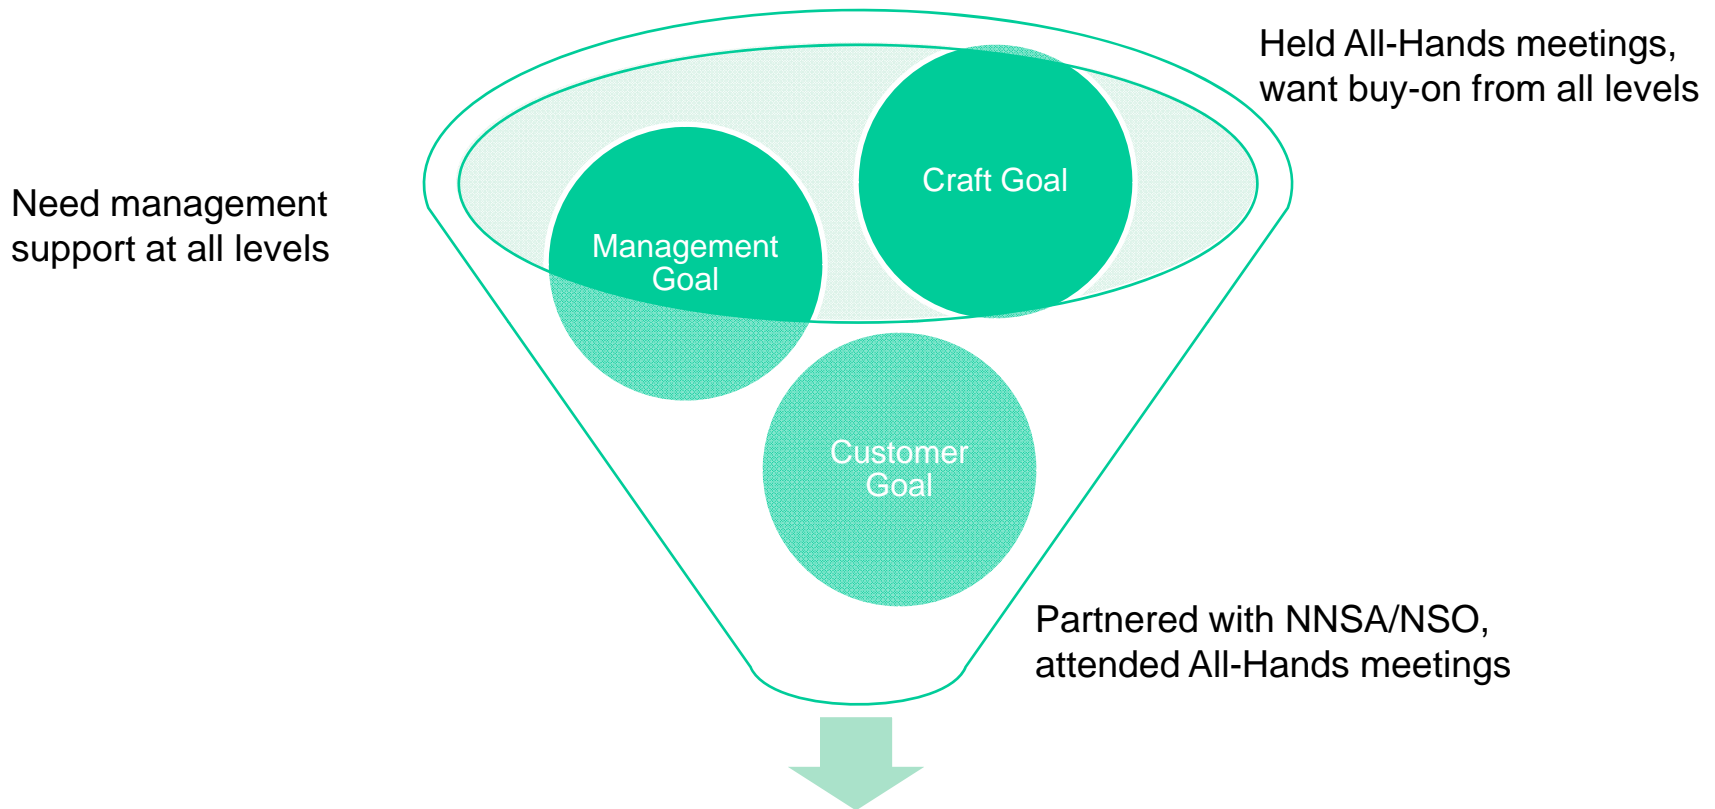 Held All-Hands meetings,
want buy-on from all levels
Craft Goal
Need management
support at all levels
Management
Goal
Customer
Goal
Partnered with NNSA/NSO,
attended All-Hands meetings